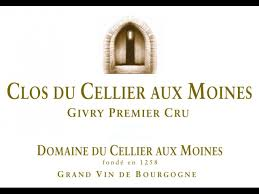 CLOS DU CELLIER AUX MOINES
GIVRY PREMIER CRU
DOMAINE DU CELLIER AUX MOINES
fondé en 1258
GRAND VIN DE BOURGOGNE